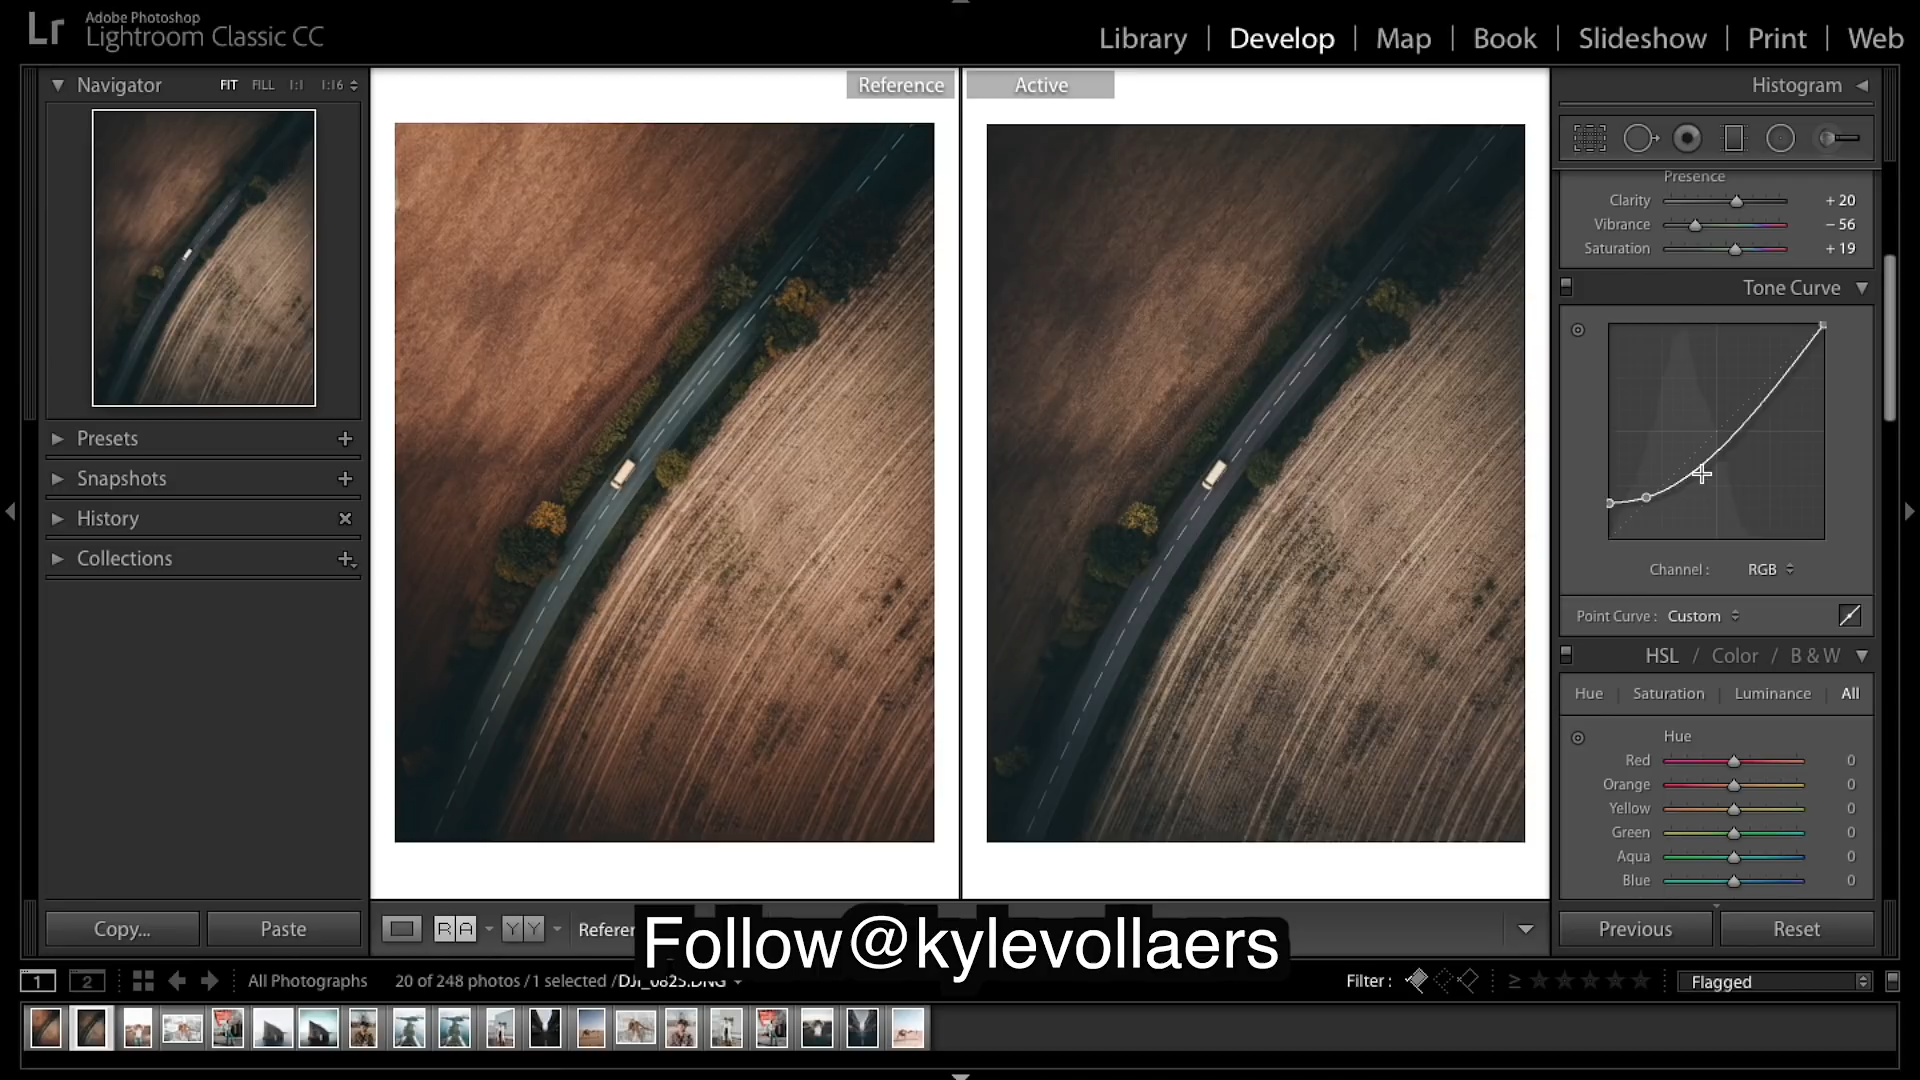 Lr Adobe Photoshop
Lightroom Classic CC
Library | Develop | Map | Book | Slideshow | Print | Web
Navigator FIT FILL 1:1 1:16
Presets
Snapshots
History
Collections
Copy... Paste
Reference Active
Histogram
Presence
Clarity + 20
Vibrance – 56
Saturation + 19
Tone Curve
Channel : RGB
Point Curve : Custom
HSL / Color / B & W
Hue | Saturation | Luminance | All
Hue
Red 0
Orange 0
Yellow 0
Green 0
Aqua 0
Blue 0
Previous Reset
R A Y Y
Follow@kylevollaers
1 2 All Photographs 20 of 248 photos /1 selected / Filter : ≥ Flagged